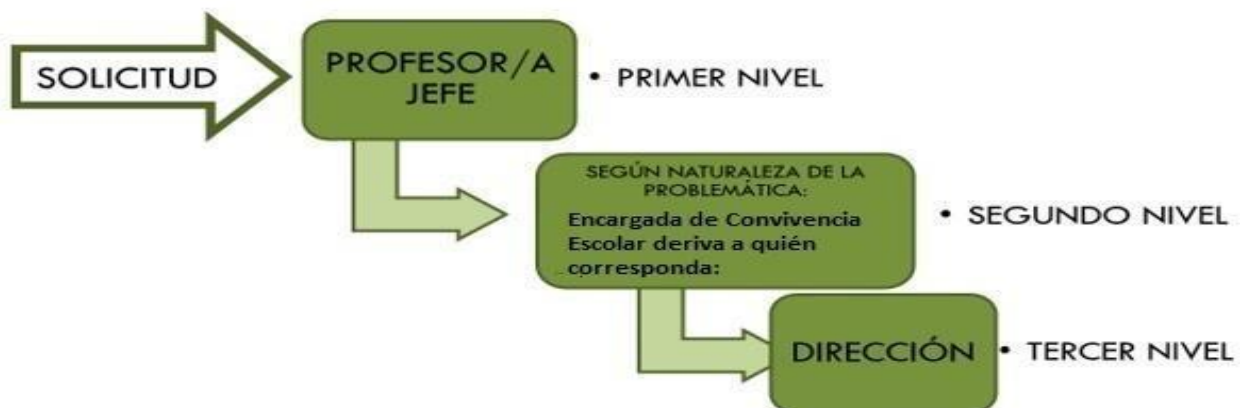 SOLICITUD
PROFESOR/A
JEFE
• PRIMER NIVEL
SEGÚN NATURALEZA DE LA
PROBLEMÁTICA:
Encargada de Convivencia
Escolar deriva a quién
corresponda:
• SEGUNDO NIVEL
DIRECCIÓN
• TERCER NIVEL